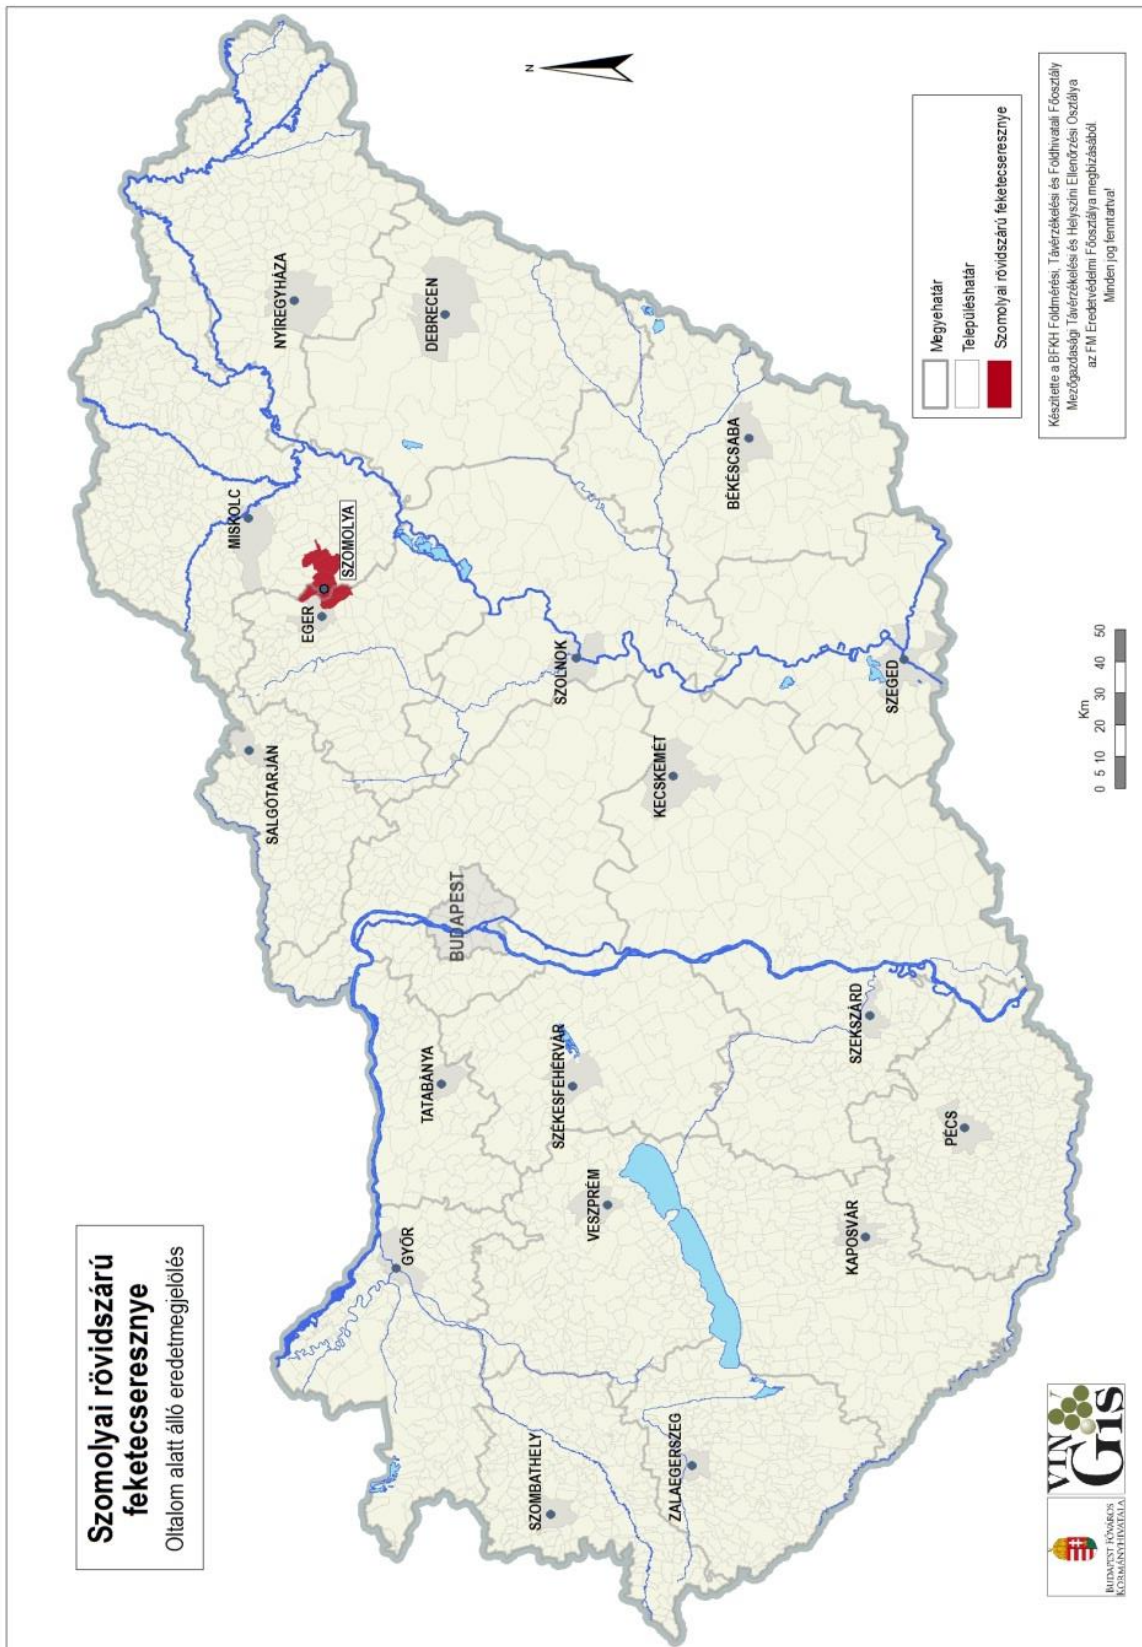 Szomolyai rövidszárú
feketecseresznye
Oltalom alatt álló eredetmegjelölés
N
SALGÓTARJÁN
MISKOLC
EGER
SZOMOLYA
NYÍREGYHÁZA
GYŐR
TATABÁNYA
BUDAPEST
DEBRECEN
SZOMBATHELY
VESZPRÉM
SZÉKESFEHÉRVÁR
SZOLNOK
ZALAEGERSZEG
KECSKEMÉT
BÉKÉSCSABA
KAPOSVÁR
SZEKSZÁRD
SZEGED
PÉCS
Megyehatár
Településhatár
Szomolyai rövidszárú feketecseresznye
Km
0 5 10 20 30 40 50
Készítette a BFKH Földmérési, Távérzékelési és Földhivatali Főosztály
Mezőgazdasági Távérzékelési és Helyszíni Ellenőrzési Osztálya
az FM Eredetvédelmi Főosztálya megbízásából.
Minden jog fenntartva!
BUDAPEST FŐVÁROS
KORMÁNYHIVATALA
VIN
GIS